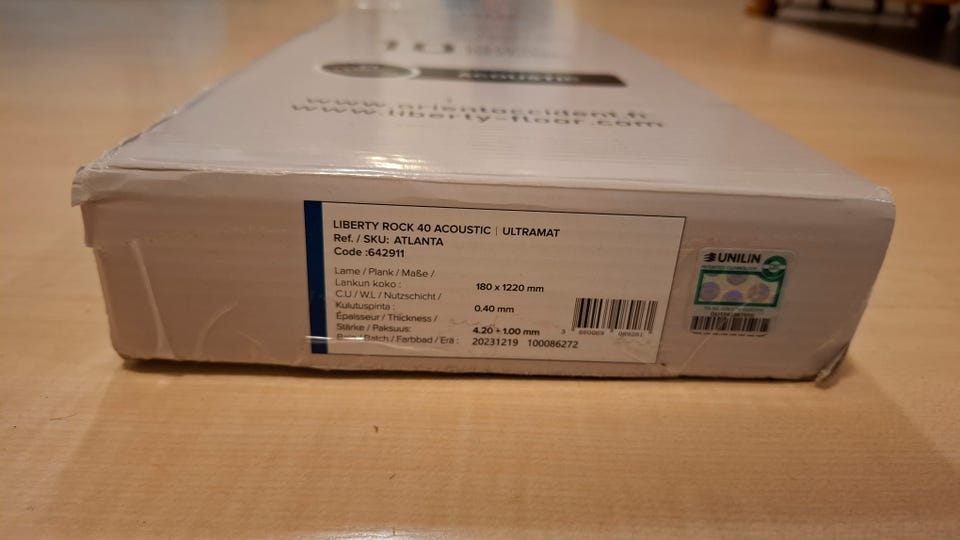 10
ACOUSTIC
www.orientoccident.fr
www.liberty-floor.com
LIBERTY ROCK 40 ACOUSTIC | ULTRAMAT
Ref. / SKU: ATLANTA
Code :642911
Lame / Plank / Maße /
Lankun koko : 180 x 1220 mm
C.U / W.L / Nutzschicht /
Kulutuspinta : 0.40 mm
Épaisseur / Thickness /
Stärke / Paksuus: 4.20 + 1.00 mm
Batch / Farbbad / Erä : 20231219 100086272
UNILIN